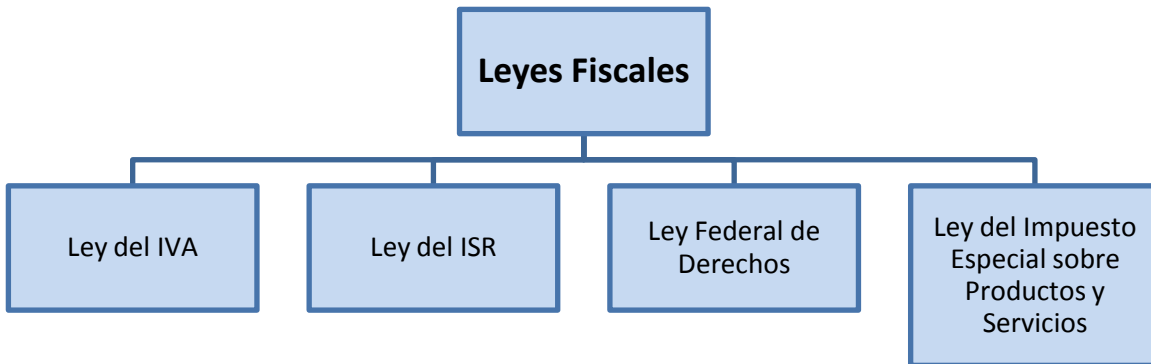 Leyes Fiscales
Ley del IVA
Ley del ISR
Ley Federal de
Derechos
Ley del Impuesto
Especial sobre
Productos y
Servicios